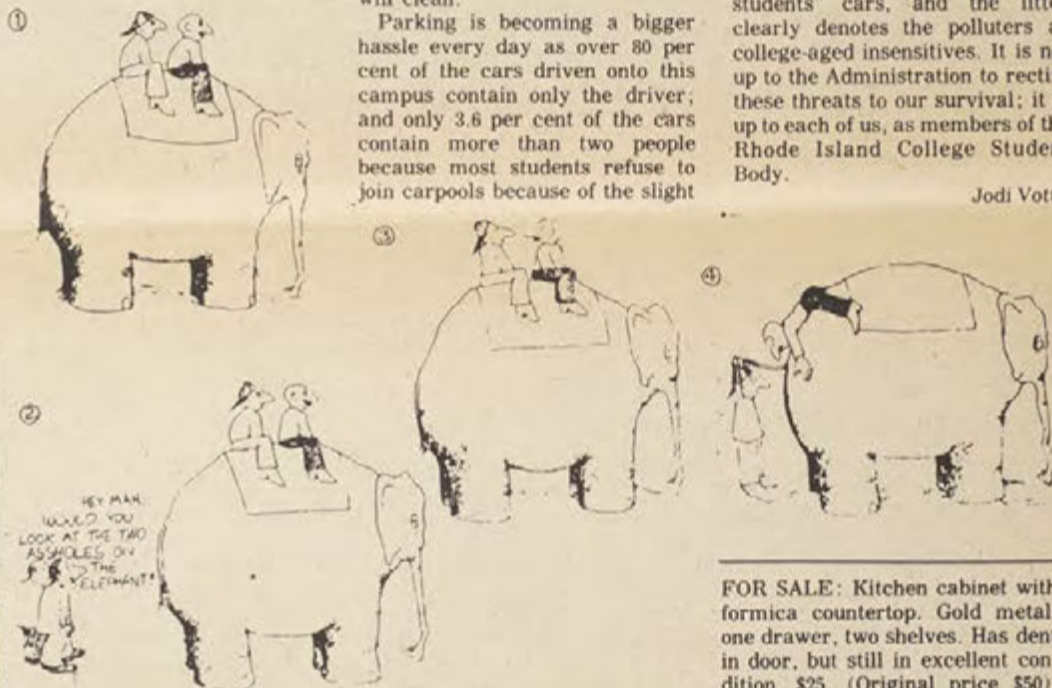 ①
will clean.
Parking is becoming a bigger
hassle every day as over 80 per
cent of the cars driven onto this
campus contain only the driver;
and only 3.6 per cent of the cars
contain more than two people
because most students refuse to
join carpools because of the slight
students' cars, and the
clearly denotes the polluters
college-aged insensitives. It is
up to the Administration to
these threats to our survival; it
up to each of us, as members of
Rhode Island College
Body.
Jodi
②
HEY MAN.
WOULD YOU
LOOK AT THE TWO
ASSHOLES ON
THE
ELEPHANT!
③
④
FOR SALE: Kitchen cabinet with
formica countertop. Gold metal,
one drawer, two shelves. Has dent
in door, but still in excellent con-
dition. $25. (Original price $50)